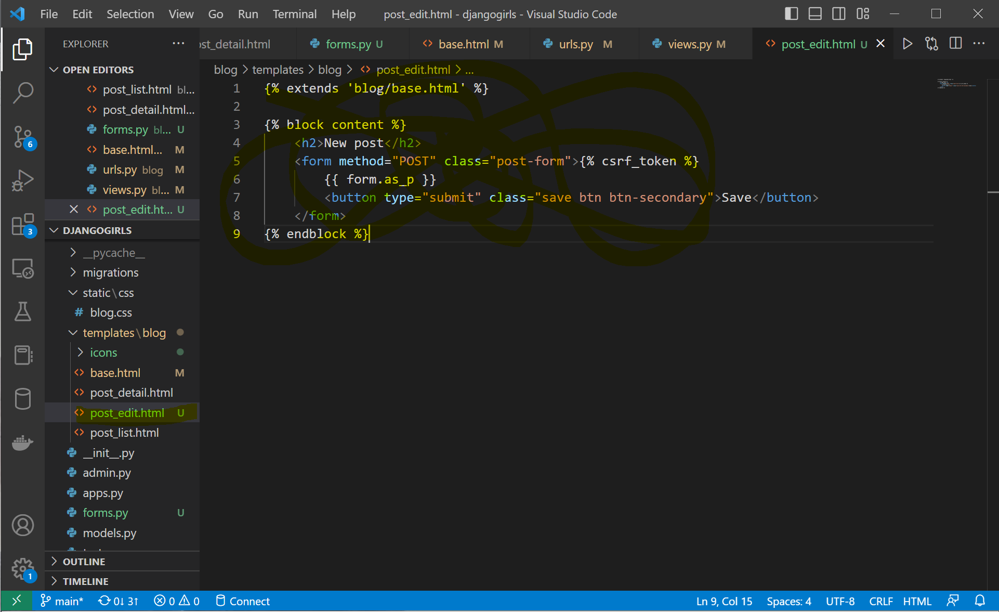 File Edit Selection View Go Run Terminal Help post_edit.html - djangogirls - Visual Studio Code
EXPLORER ···
st_detail.html forms.py U base.html M urls.py M views.py M post_edit.html U
OPEN EDITORS
post_list.html bl...
post_detail.html...
forms.py bl... U
base.html... M
urls.py blog M
views.py bl... M
post_edit.ht... U
DJANGOGIRLS
__pycache__
migrations
static\css
# blog.css
templates\blog
icons
base.html M
post_detail.html
post_edit.html U
post_list.html
__init__.py
admin.py
apps.py
forms.py U
models.py
OUTLINE
TIMELINE
6
3
1
blog > templates > blog > post_edit.html > ...
1 {% extends 'blog/base.html' %}
2
3 {% block content %}
4 <h2>New post</h2>
5 <form method="POST" class="post-form">{% csrf_token %}
6 {{ form.as_p }}
7 <button type="submit" class="save btn btn-secondary">Save</button>
8 </form>
9 {% endblock %}
main* 0↓ 3↑ 0 0 Connect Ln 9, Col 15 Spaces: 4 UTF-8 CRLF HTML